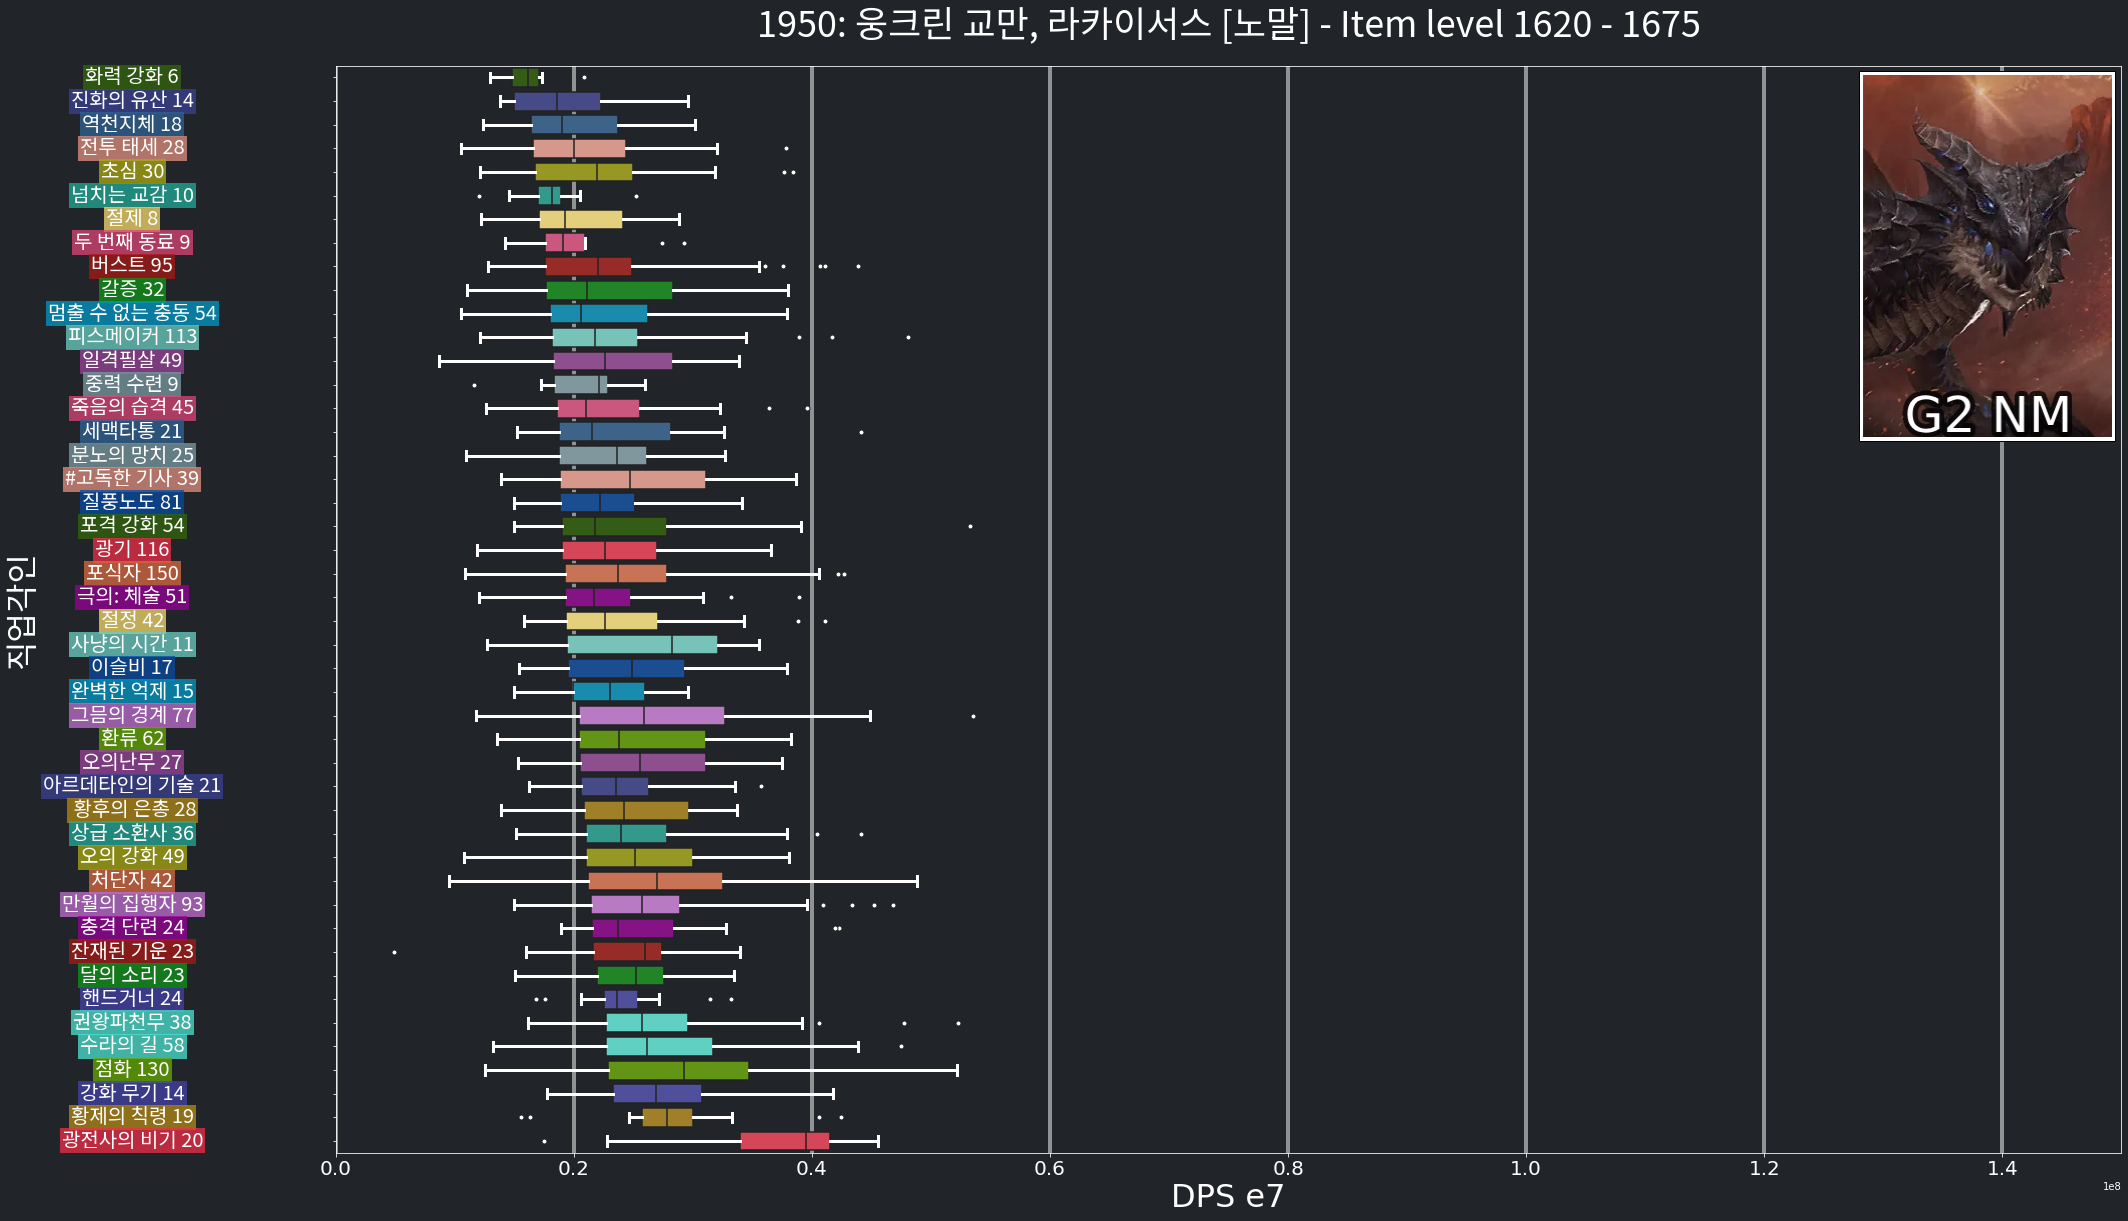 1950: 웅크린 교만, 라카이서스 [노말] - Item level 1620 - 1675
화력 강화 6
진화의 유산 14
역천지체 18
전투 태세 28
초심 30
넘치는 교감 10
절제 8
두 번째 동료 9
버스트 95
갈증 32
멈출 수 없는 충동 54
피스메이커 113
일격필살 49
중력 수련 9
죽음의 습격 45
세맥타통 21
분노의 망치 25
#고독한 기사 39
질풍노도 81
포격 강화 54
광기 116
포식자 150
극의: 체술 51
절정 42
사냥의 시간 11
이슬비 17
완벽한 억제 15
그믐의 경계 77
환류 62
오의난무 27
아르데타인의 기술 21
황후의 은총 28
상급 소환사 36
오의 강화 49
처단자 42
만월의 집행자 93
충격 단련 24
잔재된 기운 23
달의 소리 23
핸드거너 24
권왕파천무 38
수라의 길 58
점화 130
강화 무기 14
황제의 칙령 19
광전사의 비기 20
직업각인
G2 NM
0.0 0.2 0.4 0.6 0.8 1.0 1.2 1.4
1e8
DPS e7